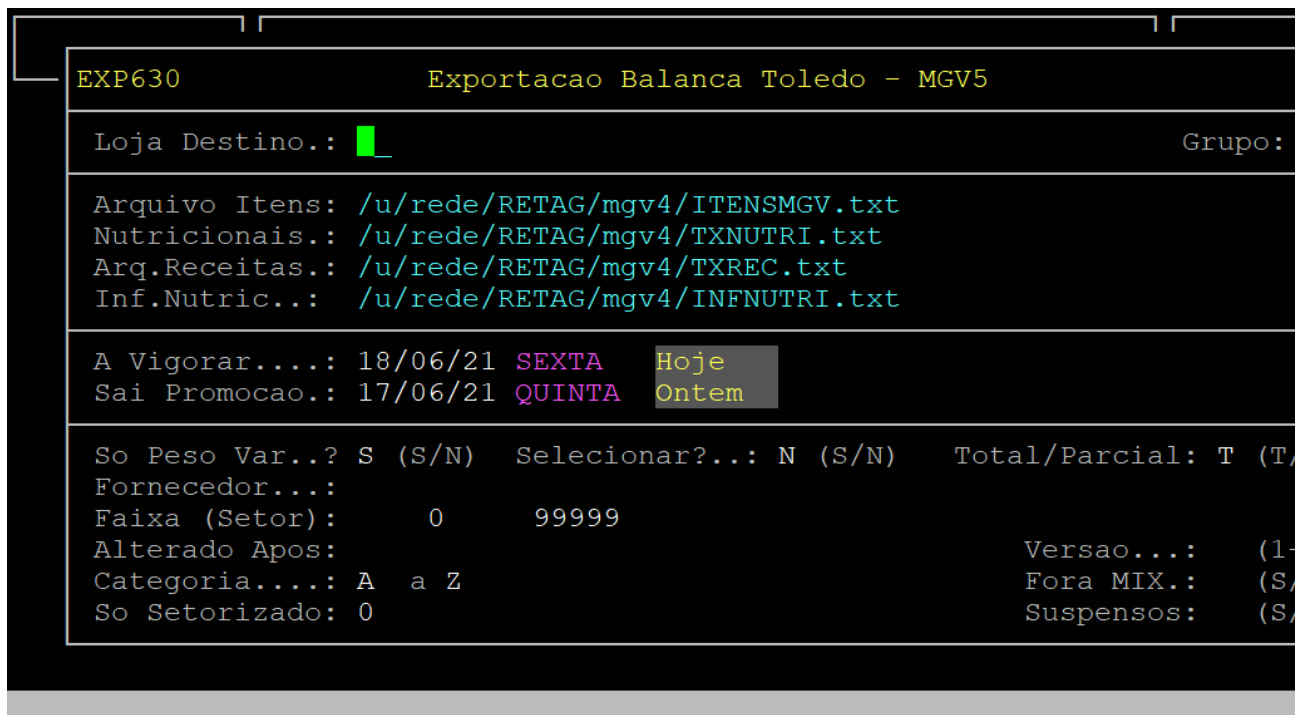 EXP630 Exportacao Balanca Toledo - MGV5
Loja Destino.: _ Grupo:
Arquivo Itens: /u/rede/RETAG/mgv4/ITENSMGV.txt
Nutricionais.: /u/rede/RETAG/mgv4/TXNUTRI.txt
Arq.Receitas.: /u/rede/RETAG/mgv4/TXREC.txt
Inf.Nutric..: /u/rede/RETAG/mgv4/INFNUTRI.txt
A Vigorar....: 18/06/21 SEXTA Hoje
Sai Promocao.: 17/06/21 QUINTA Ontem
So Peso Var..? S (S/N) Selecionar?..: N (S/N) Total/Parcial: T (T/
Fornecedor...:
Faixa (Setor): 0 99999
Alterado Apos: Versao...: (1-
Categoria....: A a Z Fora MIX.: (S/
So Setorizado: 0 Suspensos: (S/